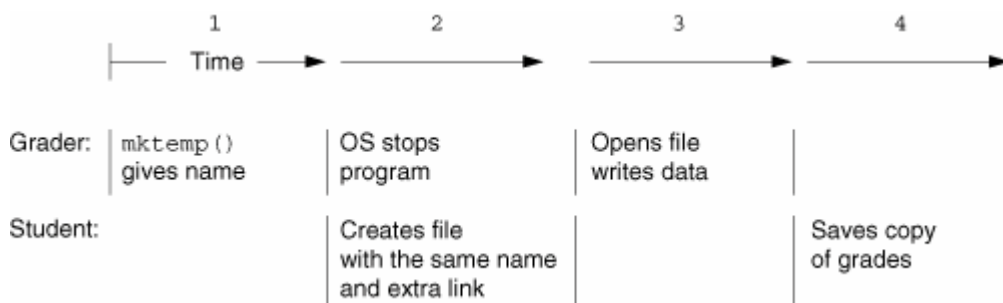 1 2 3 4
Time
Grader: mktemp() OS stops Opens file
gives name program writes data
Student: Creates file Saves copy
with the same name of grades
and extra link